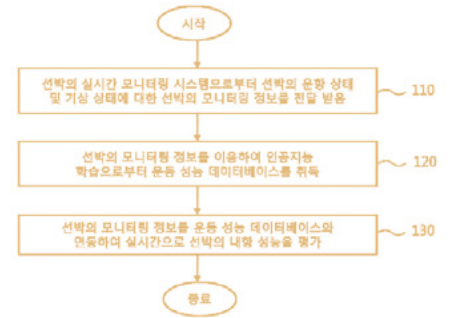 시작
선박의 실시간 모니터링 시스템으로부터 선박의 운항 상태
및 기상 상태에 대한 선박의 모니터링 정보를 전달 받음
110
선박의 모니터링 정보를 이용하여 인공지능
학습으로부터 운동 성능 데이터베이스를 취득
120
선박의 모니터링 정보를 운동 성능 데이터베이스와
연동하여 실시간으로 선박의 내항 성능을 평가
130
종료